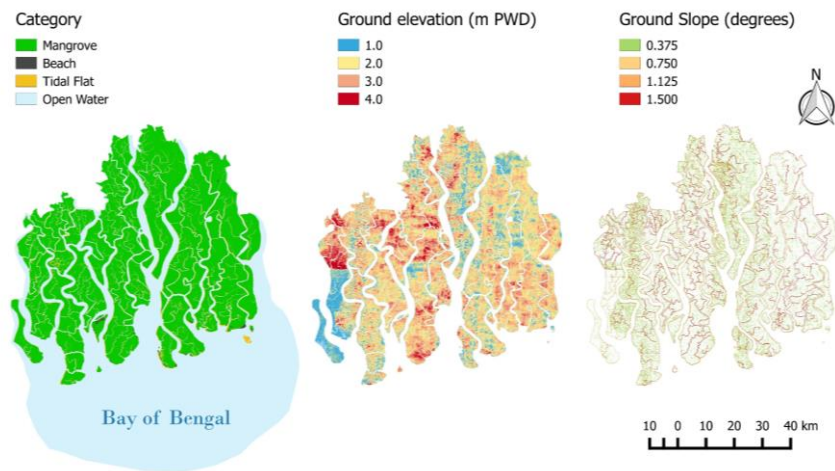 Category
Mangrove
Beach
Tidal Flat
Open Water
Bay of Bengal
Ground elevation (m PWD)
1.0
2.0
3.0
4.0
Ground Slope (degrees)
0.375
0.750
1.125
1.500
N
10 0 10 20 30 40 km